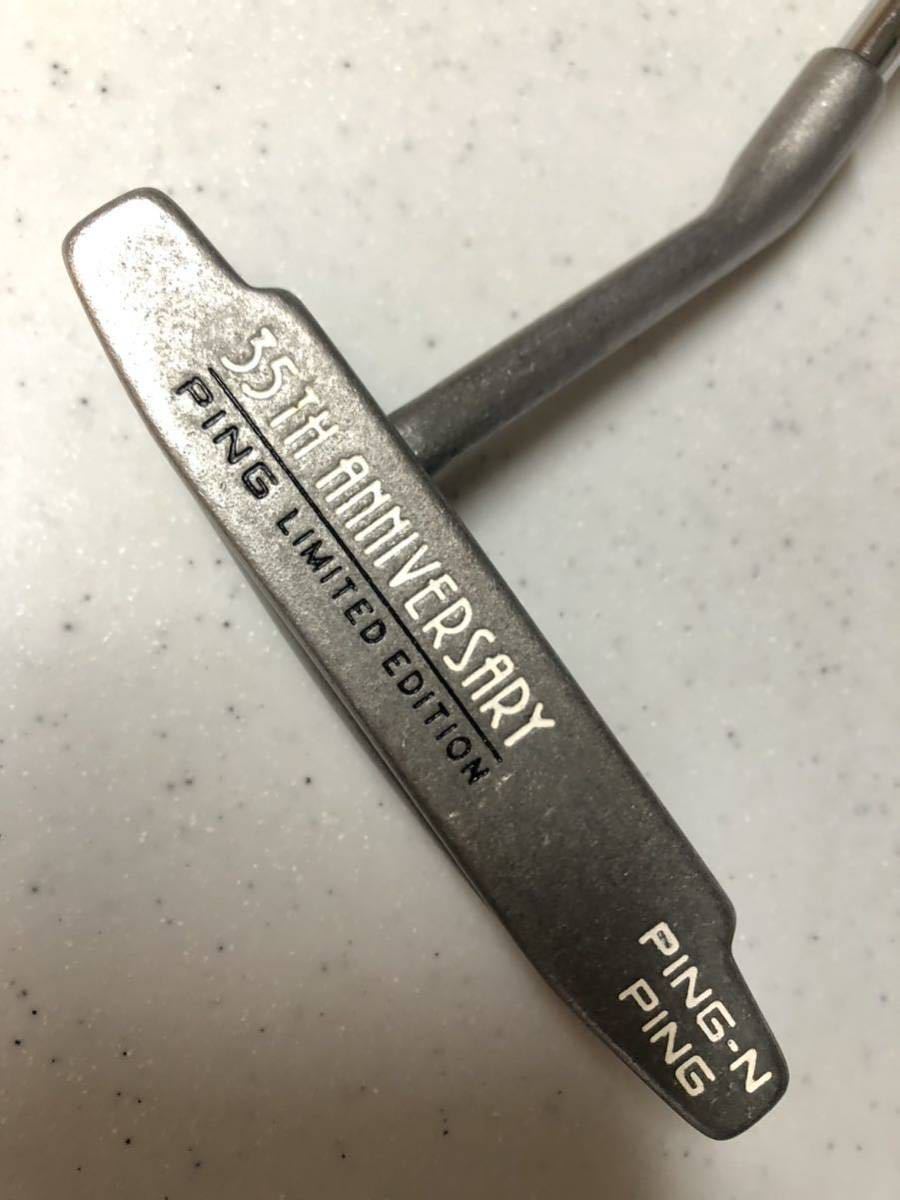 35TH ANNIVERSARY
PING LIMITED EDITION
PING-N
PING